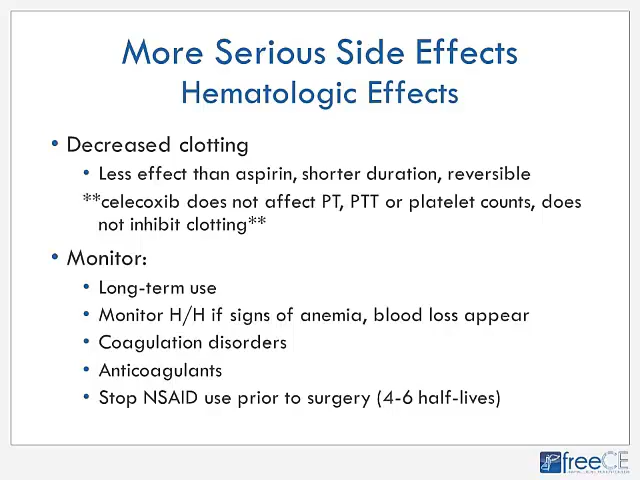 More Serious Side Effects
Hematologic Effects
• Decreased clotting
• Less effect than aspirin, shorter duration, reversible
**celecoxib does not affect PT, PTT or platelet counts, does
not inhibit clotting**
• Monitor:
• Long-term use
• Monitor H/H if signs of anemia, blood loss appear
• Coagulation disorders
• Anticoagulants
• Stop NSAID use prior to surgery (4-6 half-lives)
freeCE